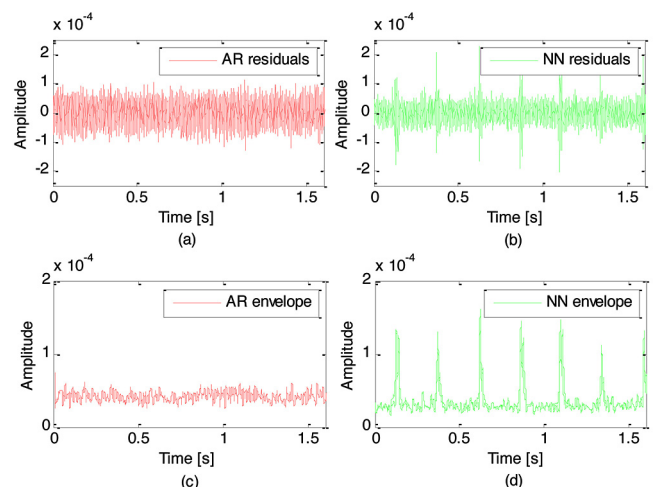 x 10⁻⁴
AR residuals
2
1
0
-1
-2
Amplitude
0
0.5
1
1.5
Time [s]
(a)
x 10⁻⁴
NN residuals
2
1
0
-1
-2
Amplitude
0
0.5
1
1.5
Time [s]
(b)
x 10⁻⁴
AR envelope
2
1
0
Amplitude
0
0.5
1
1.5
Time [s]
(c)
x 10⁻⁴
NN envelope
2
1
0
Amplitude
0
0.5
1
1.5
Time [s]
(d)